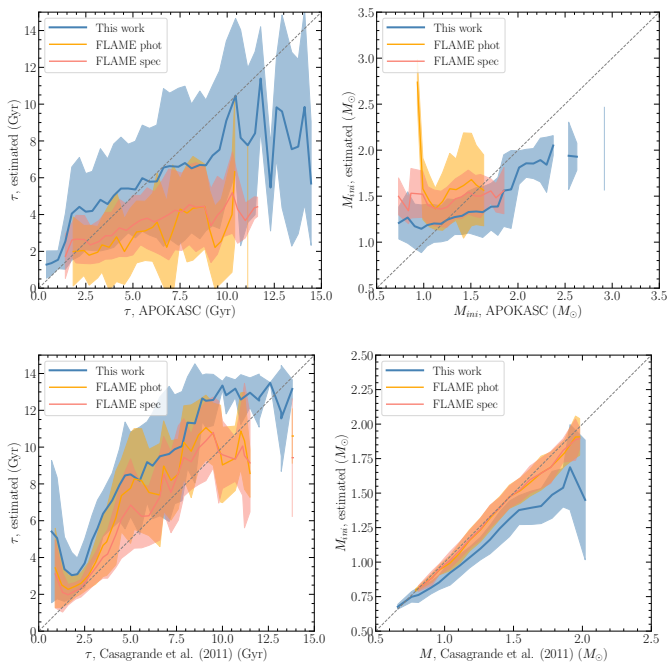 This work
FLAME phot
FLAME spec
τ, estimated (Gyr)
0
2
4
6
8
10
12
14
0.0
2.5
5.0
7.5
10.0
12.5
15.0
τ, APOKASC (Gyr)
This work
FLAME phot
FLAME spec
M_ini, estimated (M_⊙)
0.5
1.0
1.5
2.0
2.5
3.0
3.5
0.5
1.0
1.5
2.0
2.5
3.0
3.5
M_ini, APOKASC (M_⊙)
This work
FLAME phot
FLAME spec
τ, estimated (Gyr)
0
2
4
6
8
10
12
14
0.0
2.5
5.0
7.5
10.0
12.5
15.0
τ, Casagrande et al. (2011) (Gyr)
This work
FLAME phot
FLAME spec
M_ini, estimated (M_⊙)
0.50
0.75
1.00
1.25
1.50
1.75
2.00
2.25
2.50
0.5
1.0
1.5
2.0
2.5
M, Casagrande et al. (2011) (M_⊙)